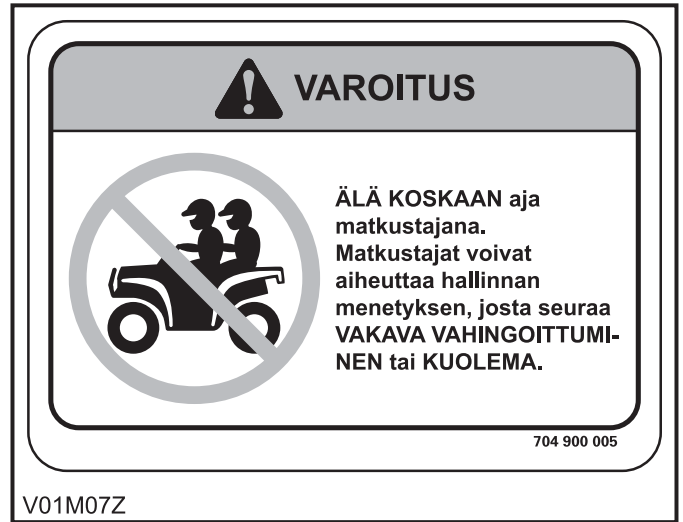 VAROITUS
ÄLÄ KOSKAAN aja
matkustajana.
Matkustajat voivat
aiheuttaa hallinnan
menetyksen, josta seuraa
VAKAVA VAHINGOITTUMI-
NEN tai KUOLEMA.
704 900 005
V01M07Z